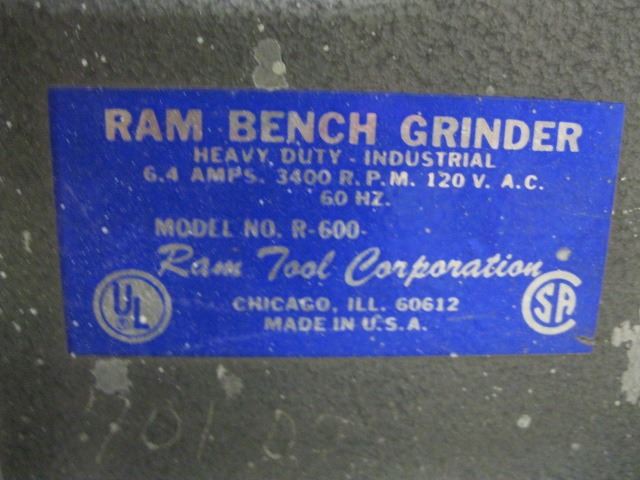 RAM BENCH GRINDER
HEAVY DUTY - INDUSTRIAL
6.4 AMPS. 3400 R.P.M. 120 V. A.C.
60 HZ.
MODEL NO. R-600-
Ram Tool Corporation
UL
CHICAGO, ILL. 60612
MADE IN U.S.A.
SA
701